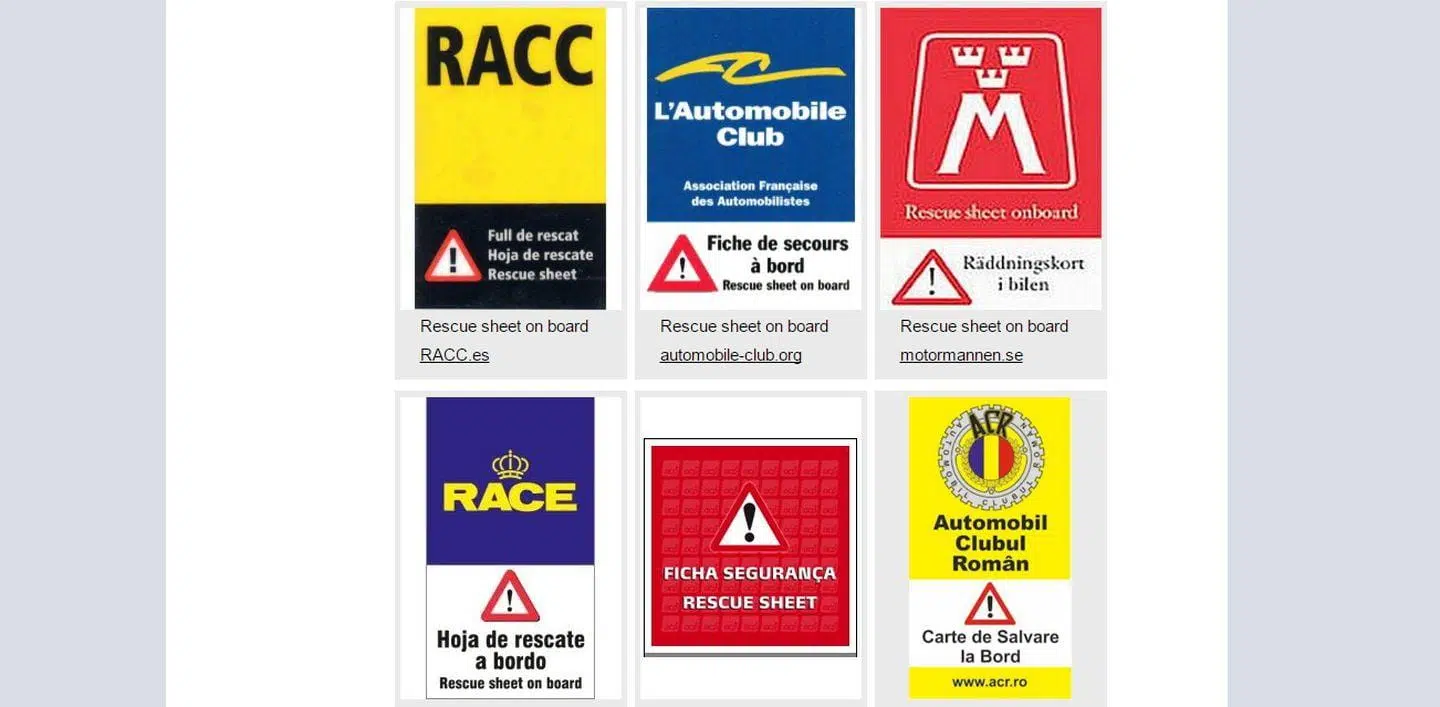 RACC
Full de rescat
Hoja de rescate
Rescue sheet
Rescue sheet on board
RACC.es
L'Automobile
Club
Association Française
des Automobilistes
Fiche de secours
à bord
Rescue sheet on board
Rescue sheet on board
automobile-club.org
M
Rescue sheet onboard
Räddningskort
i bilen
Rescue sheet on board
motormannen.se
RACE
Hoja de rescate
a bordo
Rescue sheet on board
FICHA SEGURANÇA
RESCUE SHEET
ACR
AUTOMOBIL CLUBUL ROMÂN
Automobil
Clubul
Român
Carte de Salvare
la Bord
www.acr.ro